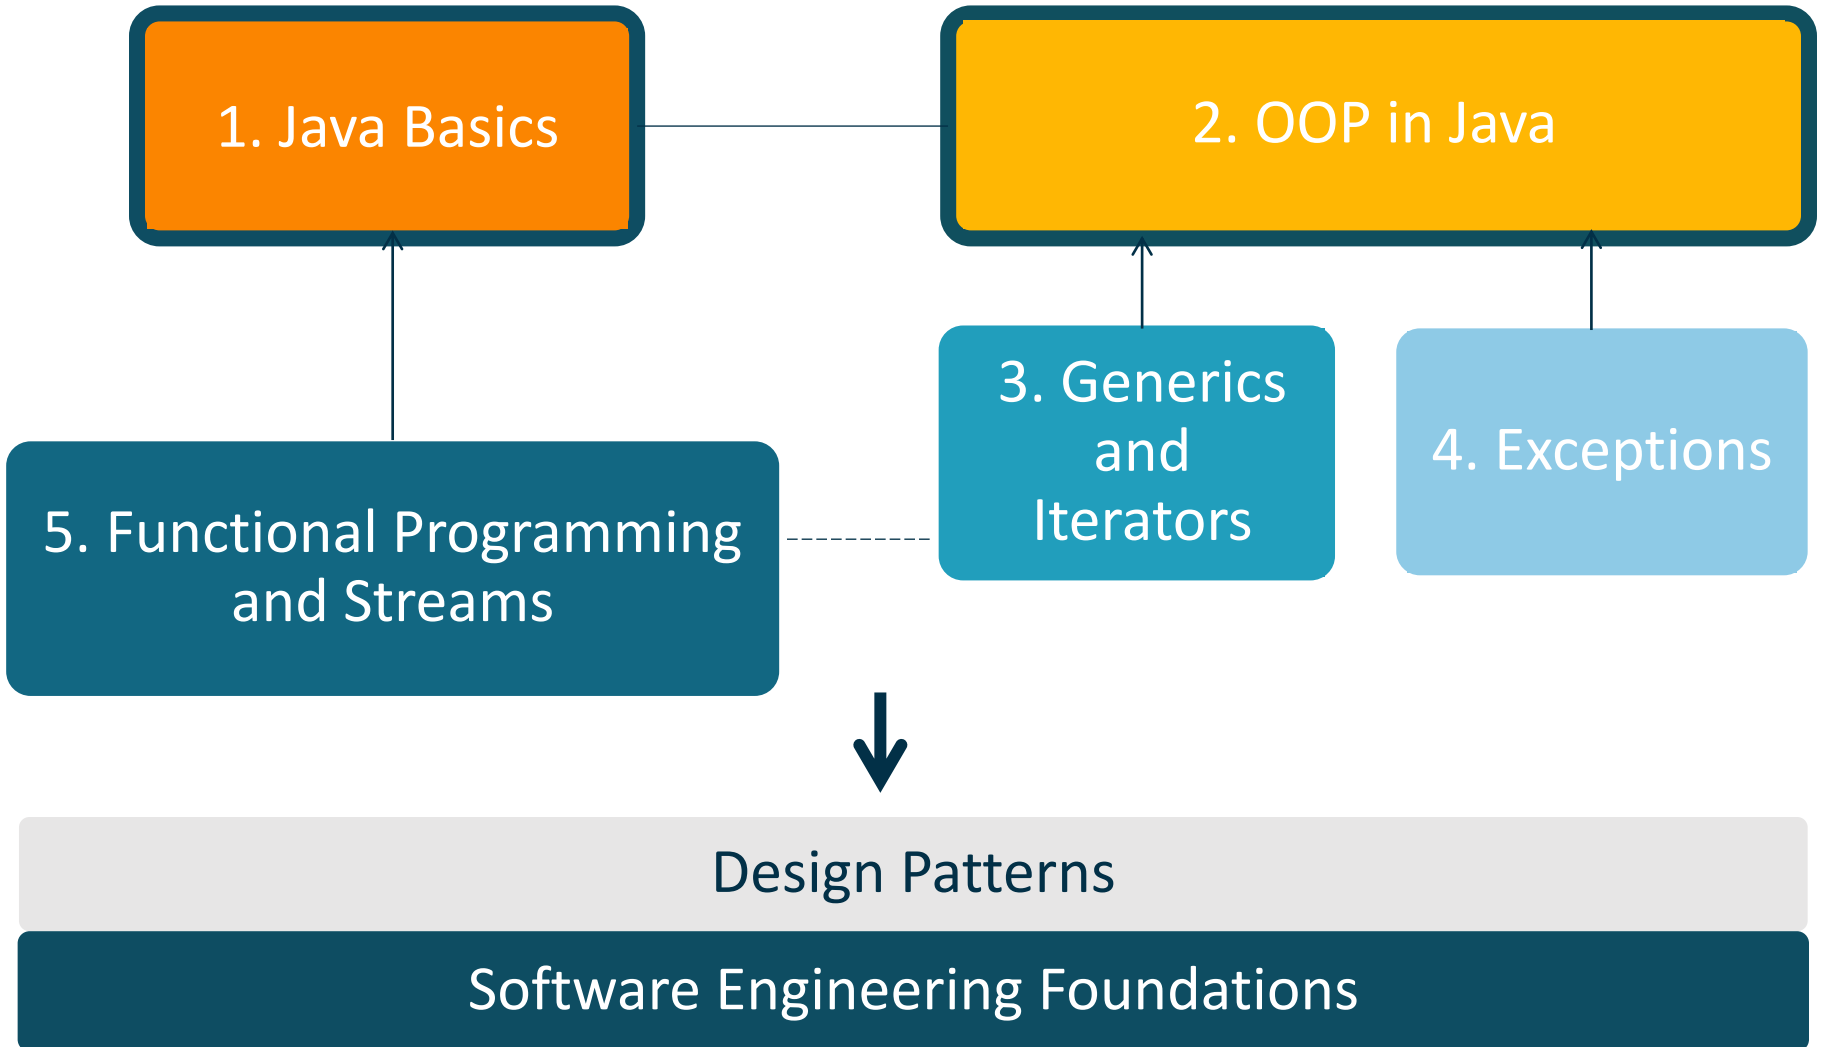 1. Java Basics
2. OOP in Java
3. Generics
and
Iterators
4. Exceptions
5. Functional Programming
and Streams
Design Patterns
Software Engineering Foundations